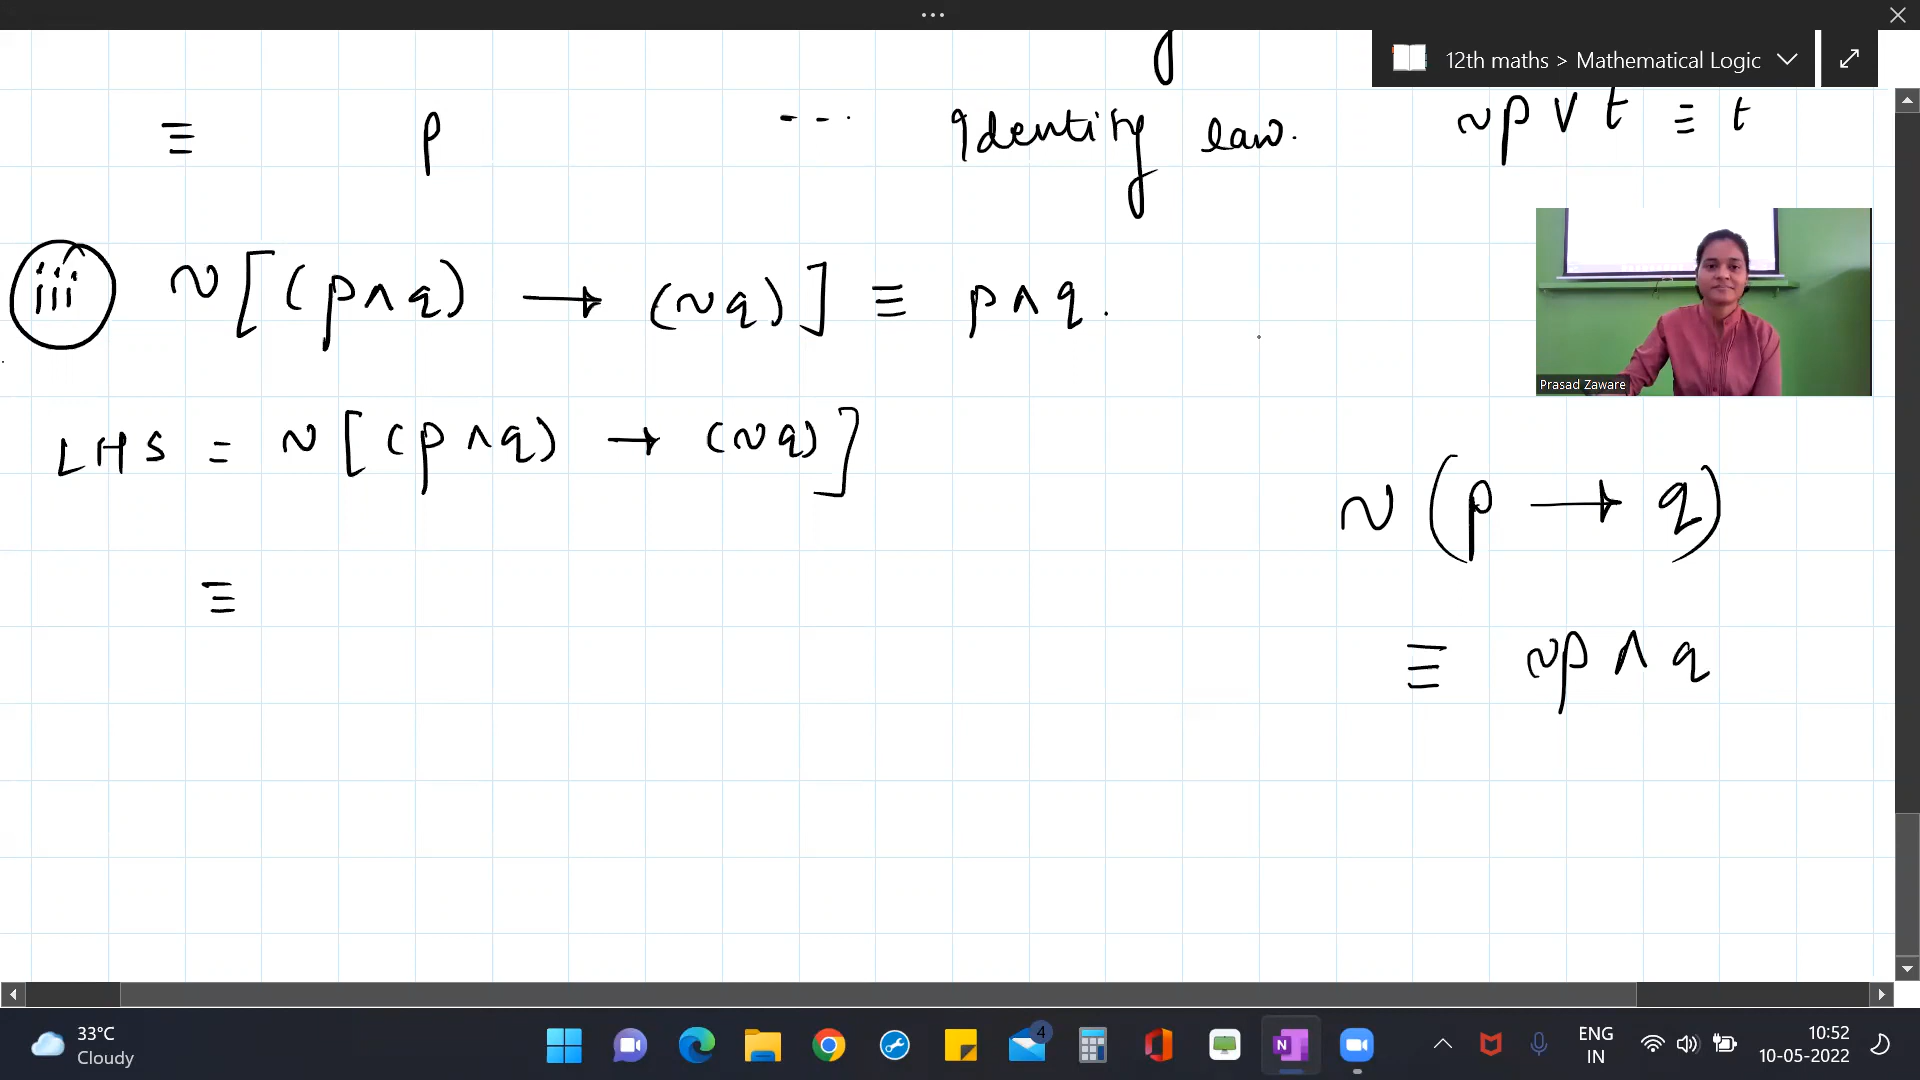 ...
12th maths > Mathematical Logic
≡ p --- Identity law. ~p ∨ t ≡ t
iii ~[(p∧q) → (~q)] ≡ p∧q.
Prasad Zaware
LHS = ~[(p∧q) → (~q)]
~(p → q)
≡
≡ ~p ∧ q
33°C
Cloudy
4
ENG
IN
10:52
10-05-2022